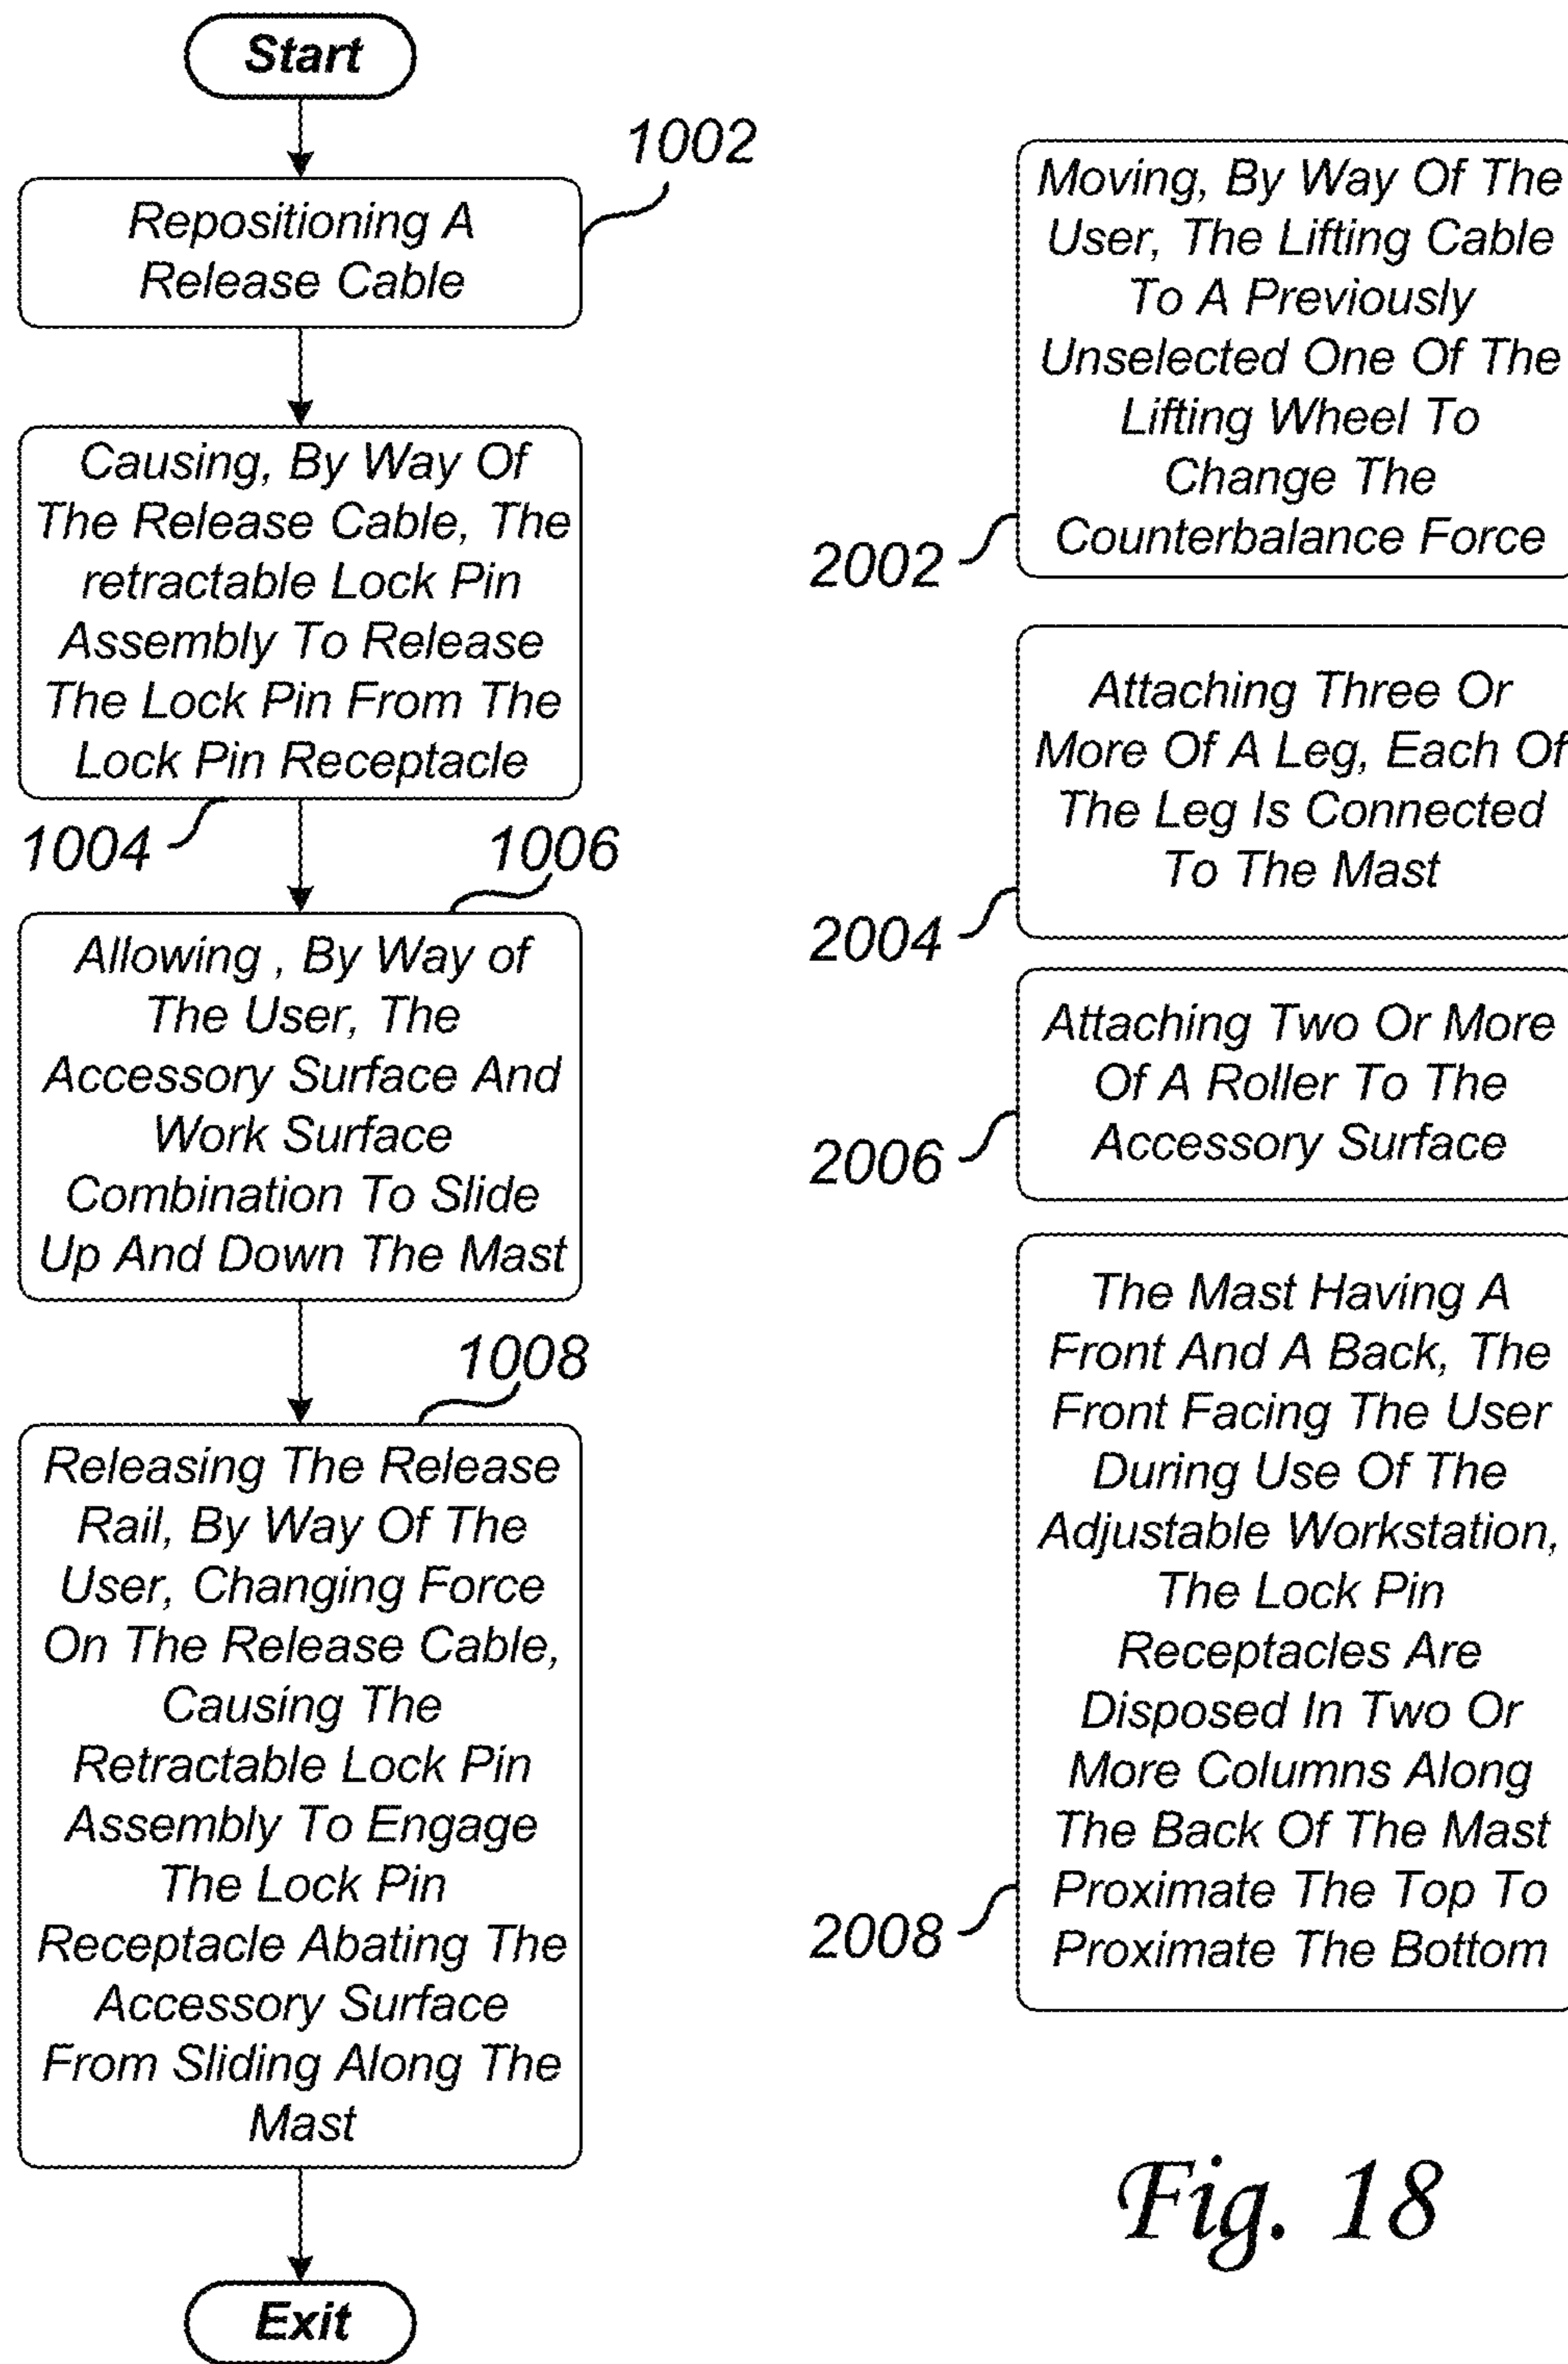 Start
1002
Repositioning A
Release Cable
Causing, By Way Of
The Release Cable, The
retractable Lock Pin
Assembly To Release
The Lock Pin From The
Lock Pin Receptacle
1004
1006
Allowing , By Way of
The User, The
Accessory Surface And
Work Surface
Combination To Slide
Up And Down The Mast
1008
Releasing The Release
Rail, By Way Of The
User, Changing Force
On The Release Cable,
Causing The
Retractable Lock Pin
Assembly To Engage
The Lock Pin
Receptacle Abating The
Accessory Surface
From Sliding Along The
Mast
Exit
Moving, By Way Of The
User, The Lifting Cable
To A Previously
Unselected One Of The
Lifting Wheel To
Change The
Counterbalance Force
2002
Attaching Three Or
More Of A Leg, Each Of
The Leg Is Connected
To The Mast
2004
Attaching Two Or More
Of A Roller To The
Accessory Surface
2006
The Mast Having A
Front And A Back, The
Front Facing The User
During Use Of The
Adjustable Workstation,
The Lock Pin
Receptacles Are
Disposed In Two Or
More Columns Along
The Back Of The Mast
Proximate The Top To
Proximate The Bottom
2008
Fig. 18